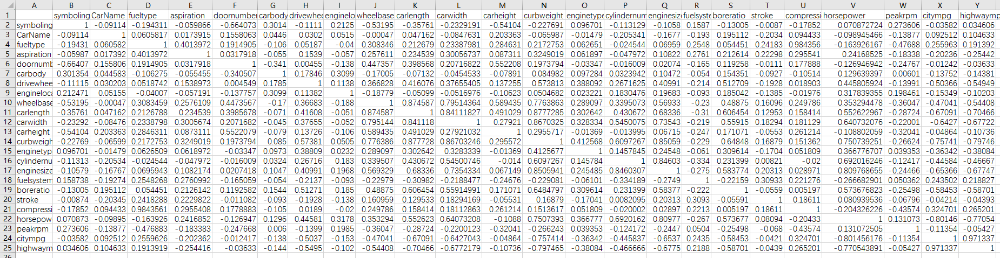 A B C D E F G H I J K L M N O P Q R S T U V W X Y
1 symboling CarName fueltype aspiration doornumber carbody drivewhee enginelo wheelbase carlength carwidth carheight curbweight enginetype cylindernum enginesize fuelsyste boreratio stroke compressi horsepower peakrpm citympg highwaymp
2 symboling 1 -0.09114 -0.194311 -0.059866 -0.664073 0.3014 -0.1111 0.2125 -0.53195 -0.35761 -0.2329191 -0.54104 -0.227691 0.096701 -0.113129 -0.1058 0.1587 -0.13005 -0.0087 -0.17852 0.070872724 0.273606 -0.03582 0.034606
3 CarName -0.09114 1 0.0605817 0.0173915 0.1558063 0.0446 0.0302 0.0515 -0.00047 0.047162 -0.0847631 0.203363 -0.065987 -0.01479 -0.205341 -0.1677 -0.193 0.195112 -0.2034 0.094433 -0.098945466 -0.13877 0.092512 0.104633
4 fueltype -0.19431 0.060582 1 0.4013972 0.1914905 -0.106 0.05187 -0.04 0.308346 0.212679 0.23387981 0.284631 0.2172753 0.062651 -0.024544 0.06959 0.2548 0.054451 0.24183 0.984356 -0.163926167 -0.47688 0.255963 0.191392
5 aspiration -0.05987 0.017392 0.4013972 1 0.0317918 -0.055 0.1539 -0.057 0.257611 0.234539 0.30056737 0.087311 0.3249019 0.061897 -0.047972 0.10822 0.2761 0.212614 0.22298 0.295541 0.24168525 -0.18338 -0.20236 -0.25442
6 doornumb -0.66407 0.155806 0.1914905 0.0317918 1 -0.341 0.00455 -0.138 0.447357 0.398568 0.20716822 0.552208 0.1973794 -0.03347 -0.016009 0.02074 -0.165 0.119258 -0.0111 0.177888 -0.126946942 -0.24767 -0.01242 -0.03633
7 carbody 0.301354 0.044583 -0.106275 -0.055455 -0.340507 1 0.17846 0.3099 -0.17005 -0.07132 -0.0454533 -0.07891 0.084982 0.097284 0.0323942 0.10472 -0.054 0.154351 -0.0927 -0.10514 0.129639397 0.00601 -0.13752 -0.14381
8 drivewhee -0.11115 0.030203 0.0518742 0.1538973 0.004549 0.1785 1 0.1138 0.366828 0.416076 0.37655405 0.137255 0.573813 0.388092 0.2671625 0.40991 -0.214 0.512709 -0.1928 0.018903 0.445805924 -0.13991 -0.50366 -0.54949
9 engineloca 0.212471 0.05155 -0.04007 -0.057191 -0.137757 0.3099 0.11382 1 -0.18779 -0.05099 -0.0516976 -0.10623 0.0504682 0.023221 0.1830476 0.19683 -0.093 0.185042 -0.1385 -0.01976 0.317839355 0.198461 -0.15349 -0.10203
10 wheelbase -0.53195 -0.00047 0.3083459 0.2576109 0.4473567 -0.17 0.36683 -0.188 1 0.874587 0.79514364 0.589435 0.7763863 0.289097 0.3395073 0.56933 -0.23 0.48875 0.16096 0.249786 0.353294478 -0.36047 -0.47041 -0.54408
11 carlength -0.35761 0.047162 0.2126788 0.234539 0.3985678 -0.071 0.41608 -0.051 0.874587 1 0.84111827 0.491029 0.8777285 0.302642 0.430672 0.68336 -0.31 0.606454 0.12953 0.158414 0.552622967 -0.28724 -0.67091 -0.70466
12 carwidth -0.23292 -0.08476 0.2338798 0.3005674 0.2071682 -0.045 0.37655 -0.052 0.795144 0.841118 1 0.27921 0.8670325 0.328334 0.5450075 0.73543 -0.219 0.55915 0.18294 0.181129 0.640732076 -0.22001 -0.6427 -0.67722
13 carheight -0.54104 0.203363 0.2846311 0.0873111 0.5522079 -0.079 0.13726 -0.106 0.589435 0.491029 0.27921032 1 0.2955717 -0.01369 -0.013995 0.06715 -0.247 0.171071 -0.0553 0.261214 -0.108802059 -0.32041 -0.04864 -0.10736
14 curbweigh -0.22769 -0.06599 0.2172753 0.3249019 0.1973794 0.085 0.57381 0.0505 0.776386 0.877728 0.86703246 0.295572 1 0.412568 0.6097267 0.85059 -0.229 0.64848 0.16879 0.151362 0.750739251 -0.26624 -0.75741 -0.79746
15 enginetyp 0.096701 -0.01479 0.0626509 0.0618972 -0.03347 0.0973 0.38809 0.0232 0.289097 0.302642 0.3283339 -0.01369 0.4125677 1 0.1457845 0.24548 -0.061 0.309614 -0.1704 0.051809 0.366776707 0.039353 -0.36342 -0.38084
16 cylindernu -0.11313 -0.20534 -0.024544 -0.047972 -0.016009 0.0324 0.26716 0.183 0.339507 0.430672 0.54500746 -0.014 0.6097267 0.145784 1 0.84603 -0.334 0.231399 0.00821 -0.02 0.692016246 -0.12417 -0.44584 -0.46667
17 enginesize -0.10579 -0.16767 0.0695943 0.1082174 0.0207418 0.1047 0.40991 0.1968 0.569329 0.68336 0.7354334 0.067149 0.8505941 0.245485 0.8460307 1 -0.275 0.583774 0.20313 0.028971 0.809768655 -0.24466 -0.65366 -0.67747
18 fuelsystem 0.158738 -0.19274 0.2548268 0.2760992 -0.165059 -0.054 -0.2137 -0.093 -0.22979 -0.30982 -0.2188477 -0.24676 -0.229081 -0.06101 -0.334189 -0.2749 1 -0.22159 0.30933 0.221276 -0.266682901 0.050362 0.243502 0.218827
19 boreratio -0.13005 0.195112 0.054451 0.2126142 0.1192582 0.1544 0.51271 0.185 0.48875 0.606454 0.55914991 0.171071 0.6484797 0.309614 0.231399 0.58377 -0.222 1 -0.0559 0.005197 0.573676823 -0.25498 -0.58453 -0.58701
20 stroke -0.00874 -0.20345 0.2418288 0.2229822 -0.011082 -0.093 -0.1928 -0.138 0.160959 0.129533 0.18294169 -0.05531 0.16879 -0.17041 0.0082095 0.20313 0.3093 -0.05591 1 0.18611 0.080939536 -0.06796 -0.04214 -0.04393
21 compressi -0.17852 0.094433 0.9843561 0.2955408 0.1778883 -0.105 0.0189 -0.02 0.249786 0.158414 0.18112863 0.261214 0.1513617 0.051809 -0.020002 0.02897 0.2213 0.005197 0.18611 1 -0.204326226 -0.43574 0.324701 0.265201
22 horsepow 0.070873 -0.09895 -0.163926 0.2416852 -0.126947 0.1296 0.44581 0.3178 0.353294 0.552623 0.64073208 -0.1088 0.7507393 0.366777 0.6920162 0.80977 -0.267 0.573677 0.08094 -0.20433 1 0.131073 -0.80146 -0.77054
23 peakrpm 0.273606 -0.13877 -0.476883 -0.183383 -0.247668 0.006 -0.1399 0.1985 -0.36047 -0.28724 -0.2200123 -0.32041 -0.266243 0.039353 -0.124172 -0.2447 0.0504 -0.25498 -0.068 -0.43574 0.131072505 1 -0.11354 -0.05427
24 citympg -0.03582 0.092512 0.2559626 -0.202362 -0.012417 -0.138 -0.5037 -0.153 -0.47041 -0.67091 -0.6427043 -0.04864 -0.757414 -0.36342 -0.445837 -0.6537 0.2435 -0.58453 -0.0421 0.324701 -0.801456176 -0.11354 1 0.971337
25 highwaym 0.034606 0.104633 0.1913919 -0.254416 -0.03633 -0.144 -0.5495 -0.102 -0.54408 -0.70466 -0.6772179 -0.10736 -0.797465 -0.38084 -0.466666 -0.6775 0.2188 -0.58701 -0.0439 0.265201 -0.770543891 -0.05427 0.971337 1
26